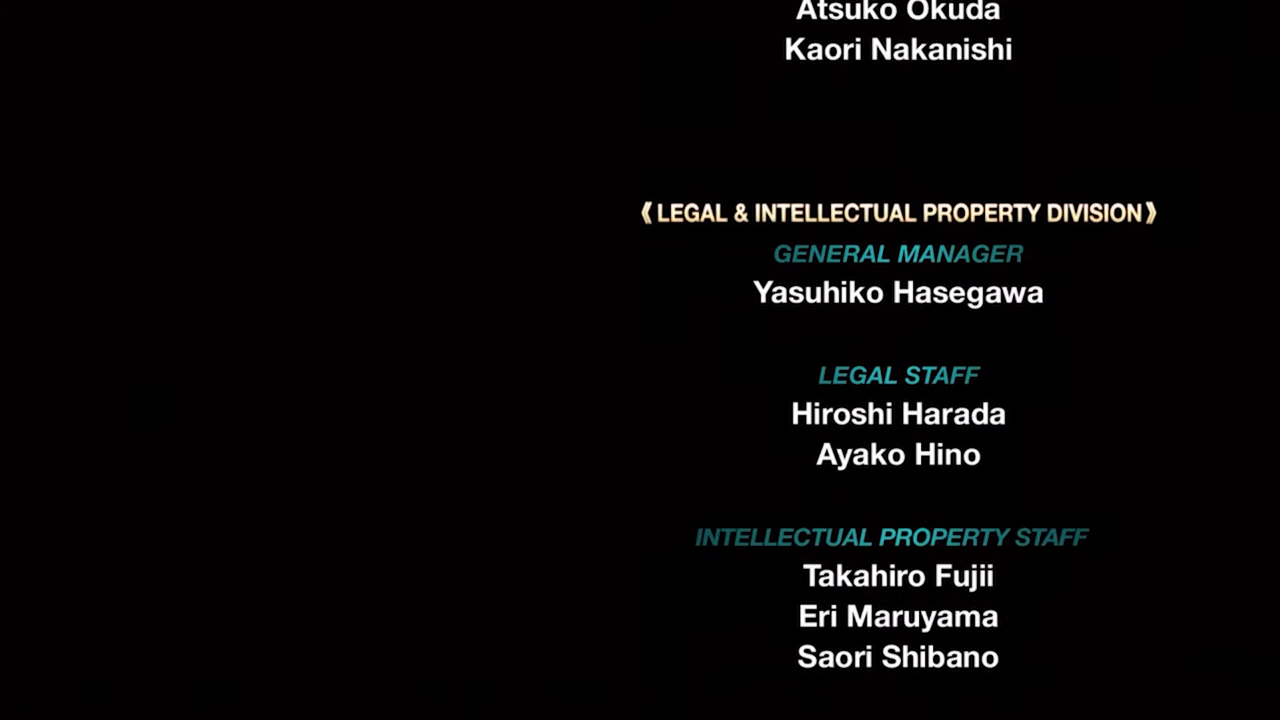 Atsuko Okuda
Kaori Nakanishi
⟪LEGAL & INTELLECTUAL PROPERTY DIVISION⟫
GENERAL MANAGER
Yasuhiko Hasegawa
LEGAL STAFF
Hiroshi Harada
Ayako Hino
INTELLECTUAL PROPERTY STAFF
Takahiro Fujii
Eri Maruyama
Saori Shibano